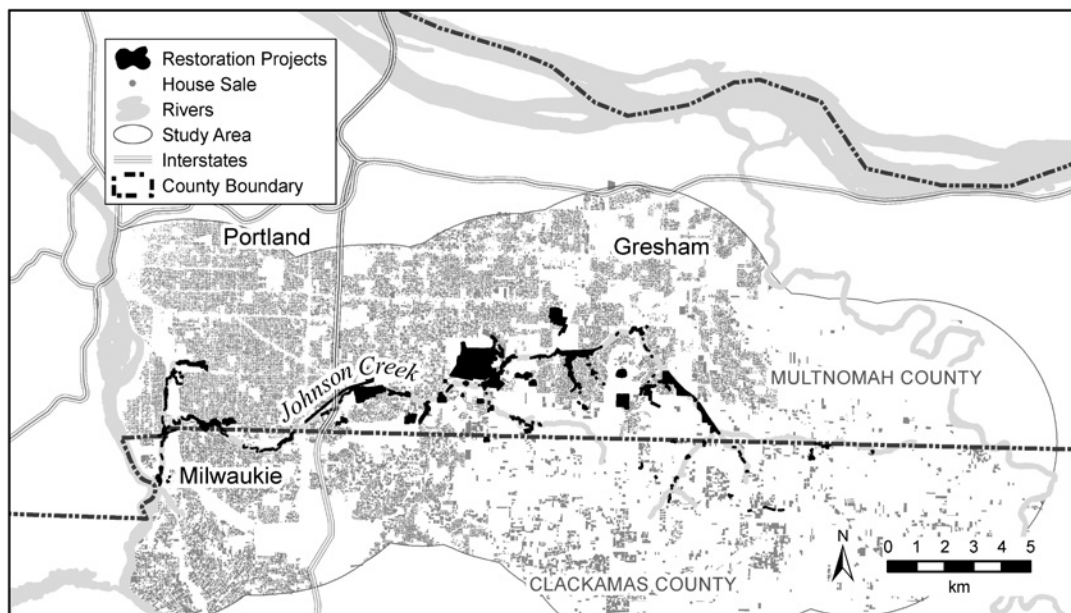 Restoration Projects
House Sale
Rivers
Study Area
Interstates
County Boundary
Portland
Gresham
Johnson Creek
MULTNOMAH COUNTY
Milwaukie
CLACKAMAS COUNTY
N
0 1 2 3 4 5
km